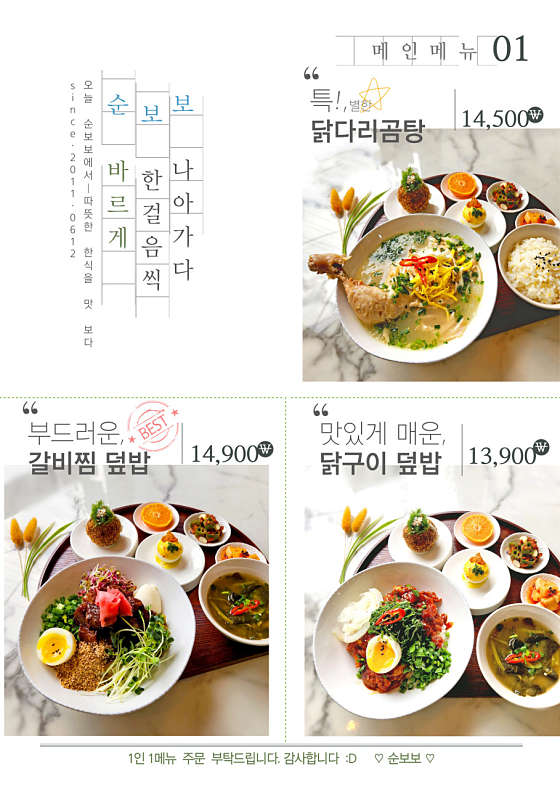 순보보
바르게
한걸음씩
나아가다
오늘 순보보에서—따뜻한 한식을 맛 보다
since·2011·0612
메인메뉴 01
“
특!, 별한
닭다리곰탕
14,500₩
“
부드러운,
BEST
갈비찜 덮밥
14,900₩
“
맛있게 매운,
닭구이 덮밥
13,900₩
1인 1메뉴 주문 부탁드립니다. 감사합니다 :D ♡ 순보보 ♡